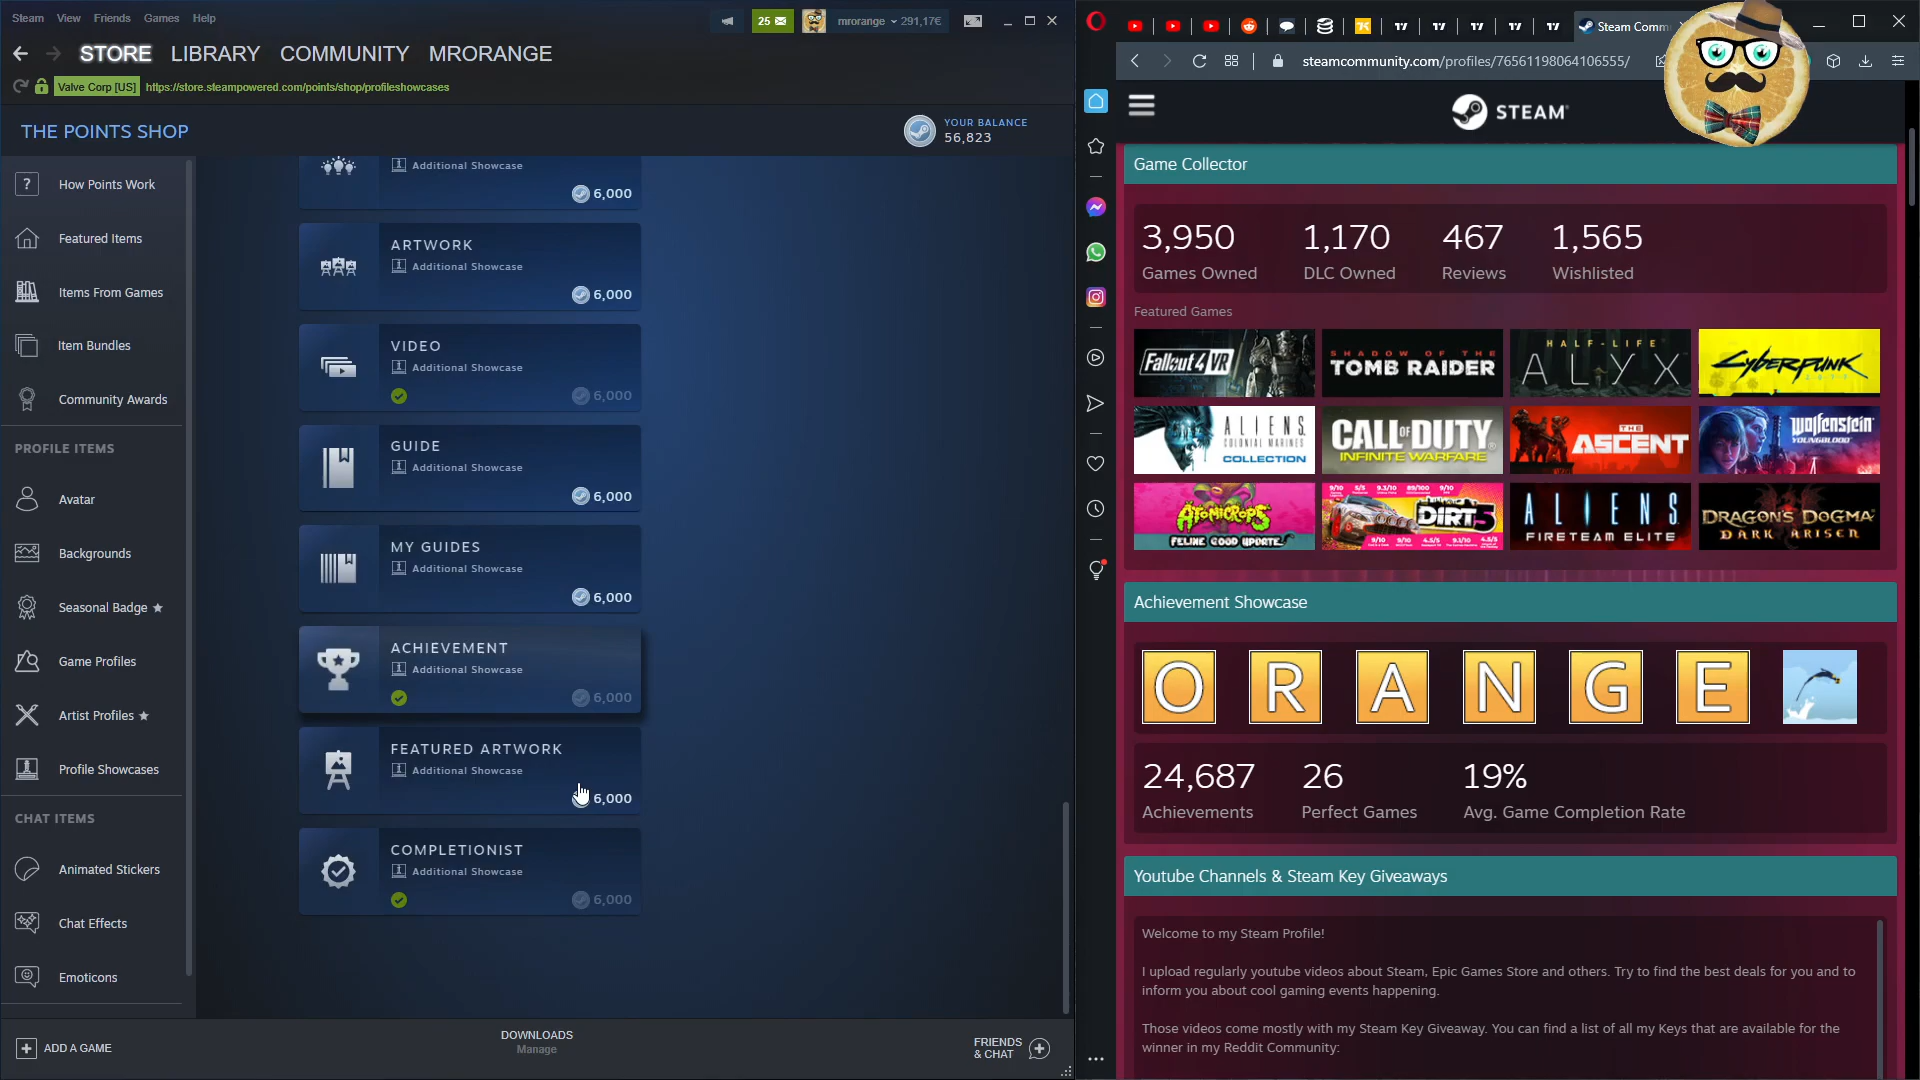 Steam View Friends Games Help
25
mrorange 291,17€
STORE LIBRARY COMMUNITY MRORANGE
Valve Corp [US] https://store.steampowered.com/points/shop/profileshowcases
THE POINTS SHOP
YOUR BALANCE
56,823
How Points Work
Featured Items
Items From Games
Item Bundles
Community Awards
PROFILE ITEMS
Avatar
Backgrounds
Seasonal Badge
Game Profiles
Artist Profiles
Profile Showcases
CHAT ITEMS
Animated Stickers
Chat Effects
Emoticons
Additional Showcase
6,000
ARTWORK
Additional Showcase
6,000
VIDEO
Additional Showcase
6,000
GUIDE
Additional Showcase
6,000
MY GUIDES
Additional Showcase
6,000
ACHIEVEMENT
Additional Showcase
6,000
FEATURED ARTWORK
Additional Showcase
6,000
COMPLETIONIST
Additional Showcase
6,000
ADD A GAME
DOWNLOADS
Manage
FRIENDS
& CHAT
Steam Comm
steamcommunity.com/profiles/76561198064106555/
STEAM
Game Collector
3,950 1,170 467 1,565
Games Owned DLC Owned Reviews Wishlisted
Featured Games
Fallout 4 VR
SHADOW OF THE
TOMB RAIDER
HALF-LIFE
ALYX
Cyberpunk
ALIENS
COLONIAL MARINES
COLLECTION
CALL OF DUTY
INFINITE WARFARE
THE
ASCENT
Wolfenstein
YOUNGBLOOD
ATOMICROPS
FELINE GOOD UPDATE
9/10 5/5 9.3/10 89/100 9/10
DIRT 5
ALIENS
FIRETEAM ELITE
DRAGON'S DOGMA
DARK ARISEN
Achievement Showcase
O R A N G E
24,687 26 19%
Achievements Perfect Games Avg. Game Completion Rate
Youtube Channels & Steam Key Giveaways
Welcome to my Steam Profile!
I upload regularly youtube videos about Steam, Epic Games Store and others. Try to find the best deals for you and to
inform you about cool gaming events happening.
Those videos come mostly with my Steam Key Giveaway. You can find a list of all my Keys that are available for the
winner in my Reddit Community: